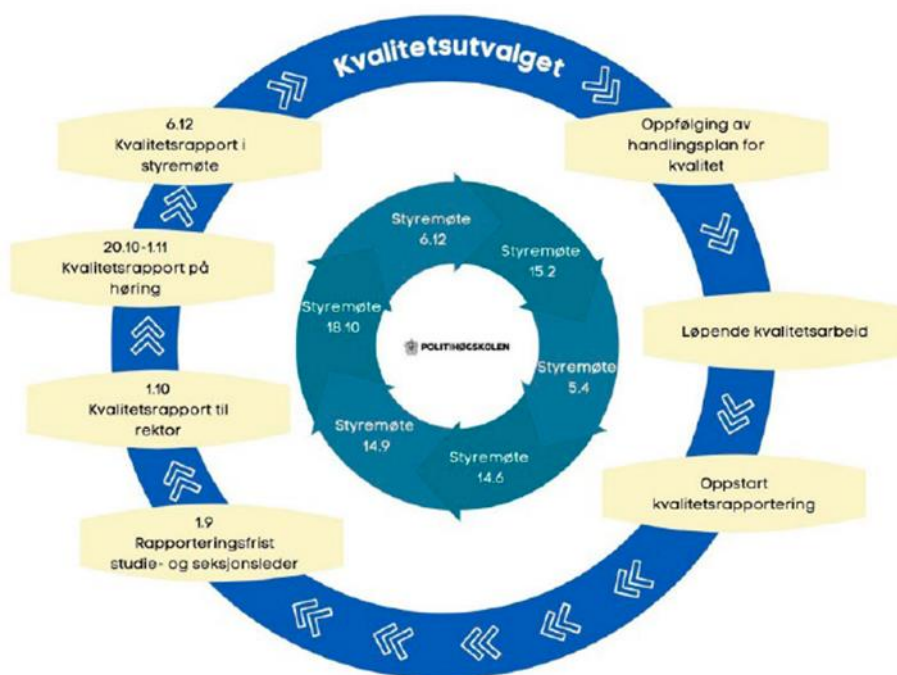 Kvalitetsutvalget
Oppfølging av
handlingsplan for
kvalitet
Løpende kvalitetsarbeid
Oppstart
kvalitetsrapportering
1.9
Rapporteringsfrist
studie- og seksjonsleder
1.10
Kvalitetsrapport til
rektor
20.10-1.11
Kvalitetsrapport på
høring
6.12
Kvalitetsrapport i
styremøte
Styremøte
6.12
Styremøte
15.2
Styremøte
5.4
Styremøte
14.6
Styremøte
14.9
Styremøte
18.10
POLITIHØGSKOLEN